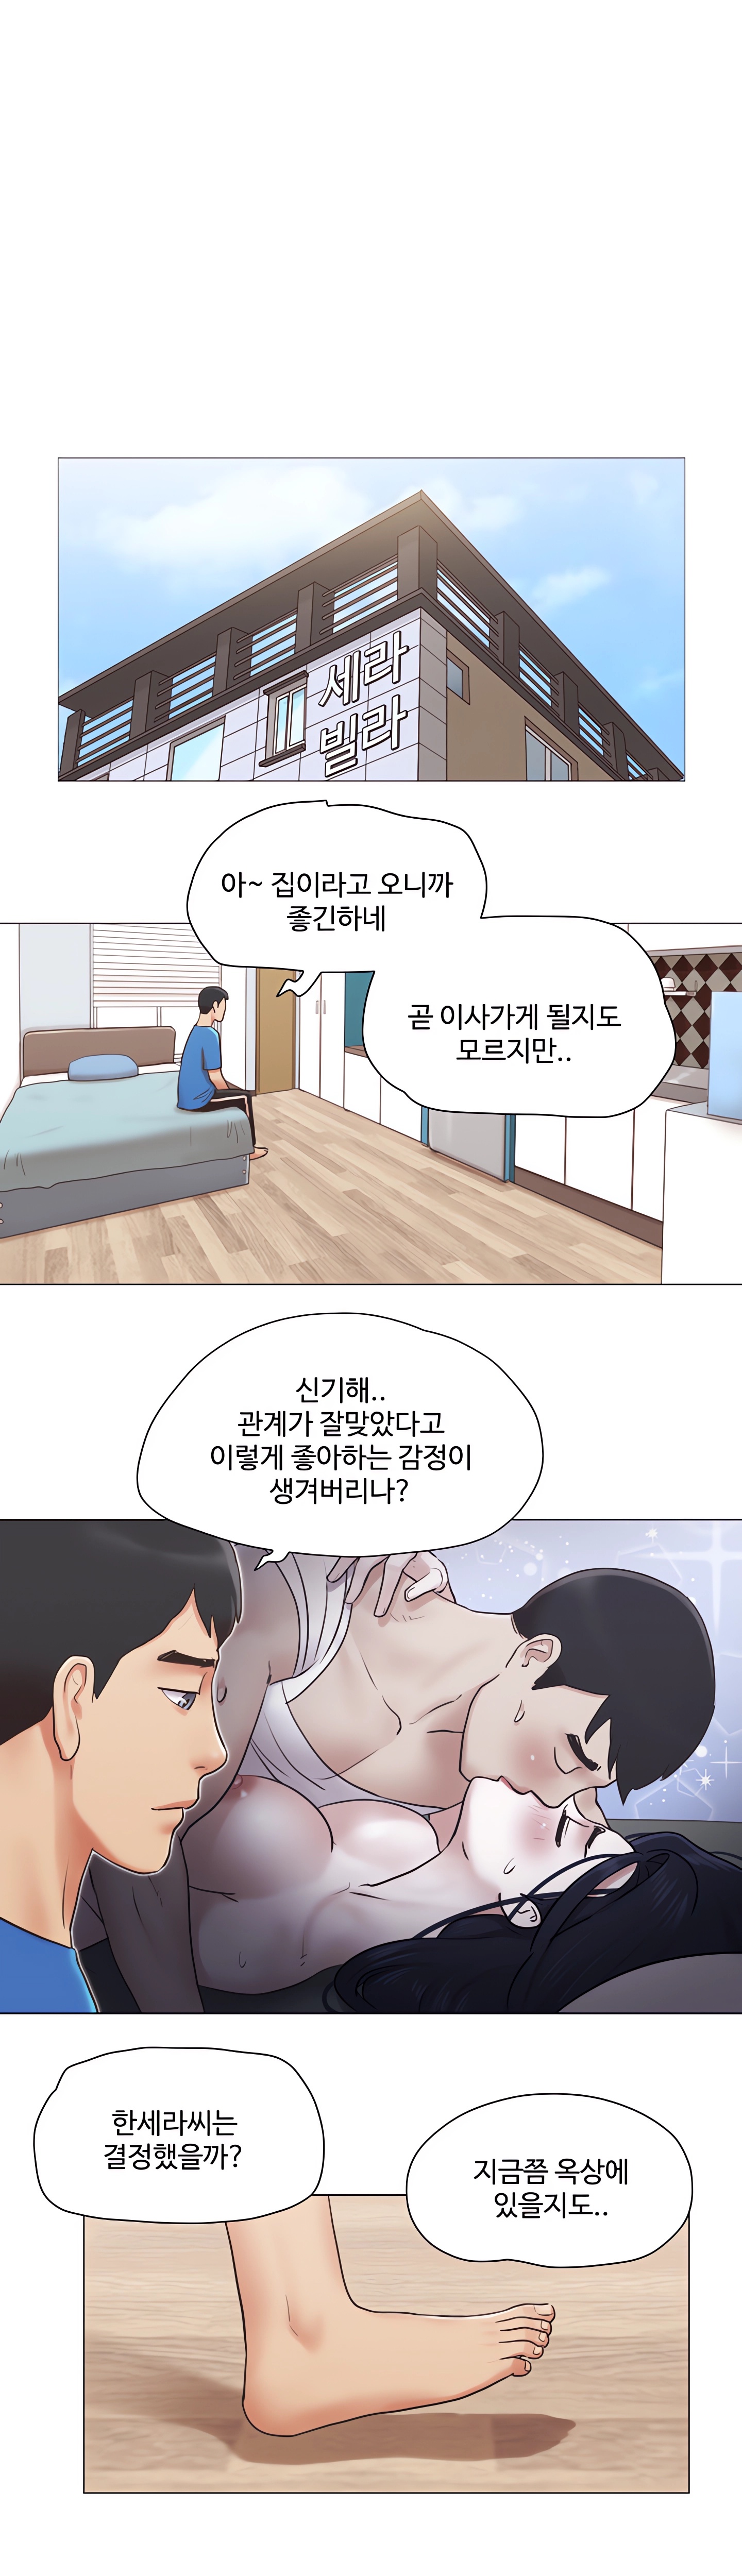 세라
빌라
아~ 집이라고 오니까
좋긴하네
곧 이사가게 될지도
모르지만..
신기해..
관계가 잘맞았다고
이렇게 좋아하는 감정이
생겨버리나?
한세라씨는
결정했을까?
지금쯤 옥상에
있을지도..